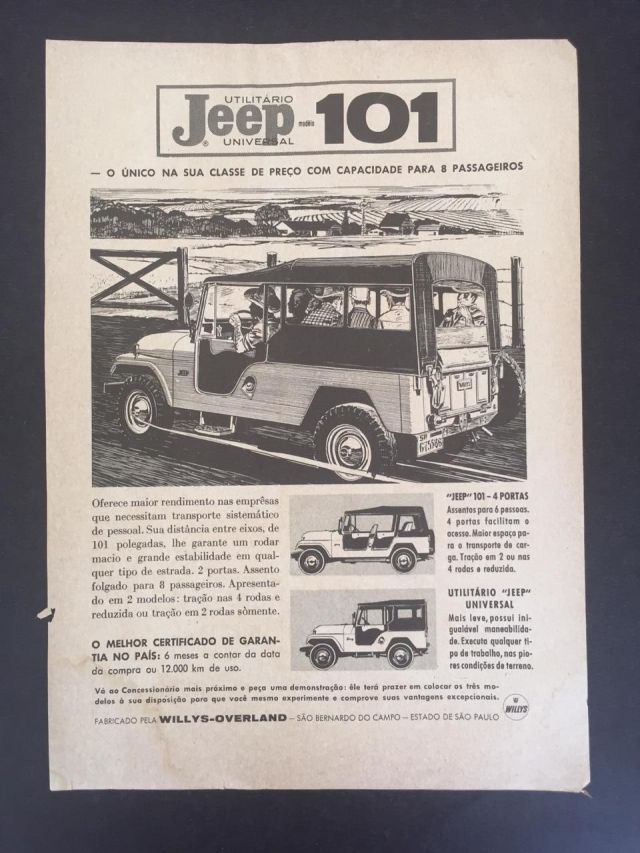 UTILITÁRIO
Jeep modêlo 101
®
UNIVERSAL
— O ÚNICO NA SUA CLASSE DE PREÇO COM CAPACIDADE PARA 8 PASSAGEIROS
JEEP
WILLYS
SP
Oferece maior rendimento nas emprêsas
que necessitam transporte sistemático
de pessoal. Sua distância entre eixos, de
101 polegadas, lhe garante um rodar
macio e grande estabilidade em qual-
quer tipo de estrada. 2 portas. Assento
folgado para 8 passageiros. Apresenta-
do em 2 modelos: tração nas 4 rodas e
reduzida ou tração em 2 rodas sòmente.
O MELHOR CERTIFICADO DE GARAN-
TIA NO PAÍS: 6 meses a contar da data
da compra ou 12.000 km de uso.
"JEEP" 101 - 4 PORTAS
Assentos para 6 pessoas.
4 portas facilitam o
acesso. Maior espaço pa-
ra o transporte de car-
ga. Tração em 2 ou nas
4 rodas e reduzida.
UTILITÁRIO "JEEP"
UNIVERSAL
Mais leve, possui ini-
gualável maneabilida-
de. Executa qualquer ti-
po de trabalho, nas pio-
res condições de terreno.
Vá ao Concessionário mais próximo e peça uma demonstração: êle terá prazer em colocar os três mo-
delos à sua disposição para que você mesmo experimente e comprove suas vantagens excepcionais.
FABRICADO PELA WILLYS-OVERLAND — SÃO BERNARDO DO CAMPO — ESTADO DE SÃO PAULO
W
WILLYS